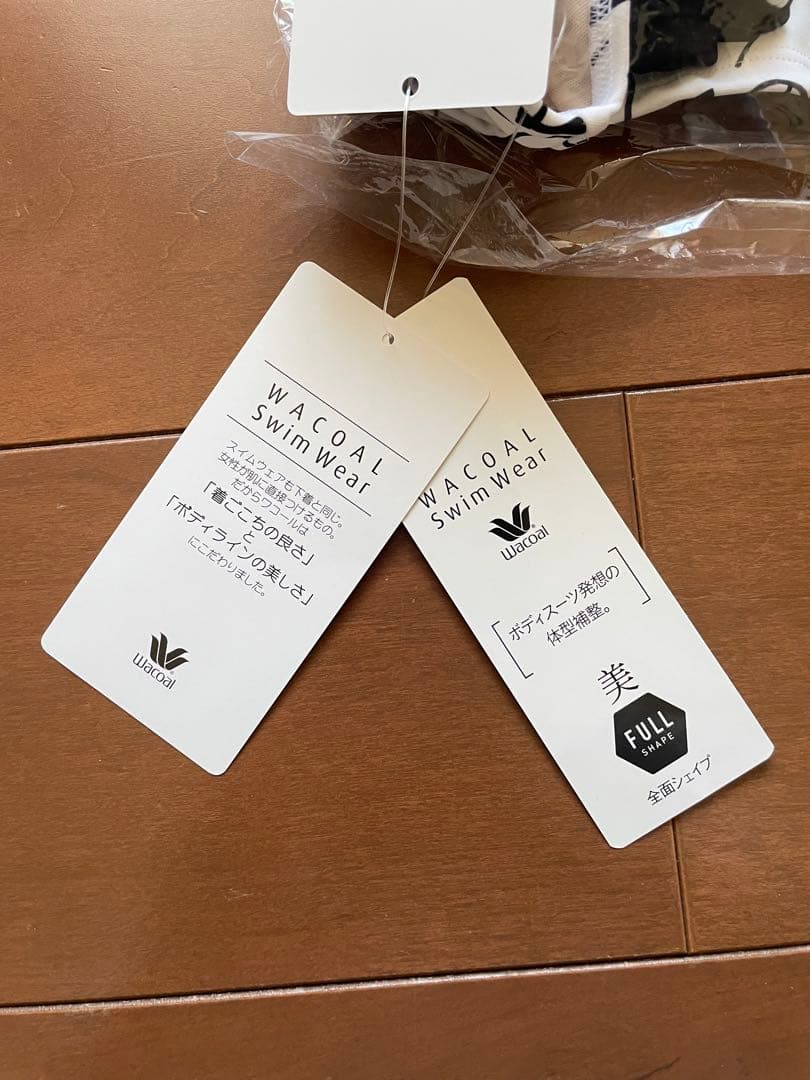 WACOAL
Swim Wear
スイムウェアも下着と同じ。
女性が肌に直接つけるもの。
だからワコールは
「着ごこちの良さ」
と
「ボディラインの美しさ」
にこだわりました。
Wacoal
WACOAL
Swim Wear
Wacoal
ボディスーツ発想の
体型補整。
美
FULL
SHAPE
全面シェイプ